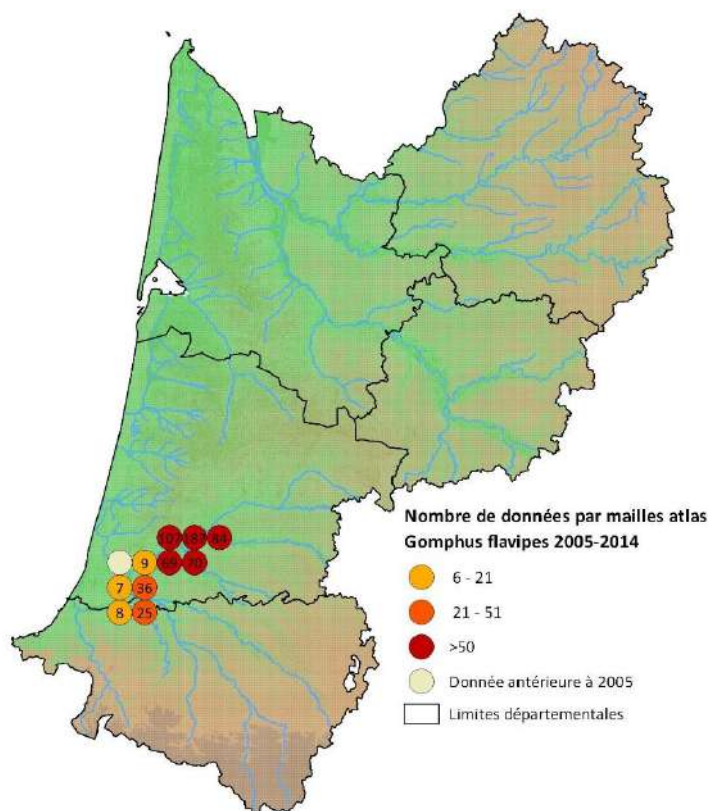 107 187 84
9 69 70
7 36
8 25
Nombre de données par mailles atlas
Gomphus flavipes 2005-2014
6 - 21
21 - 51
>50
Donnée antérieure à 2005
Limites départementales